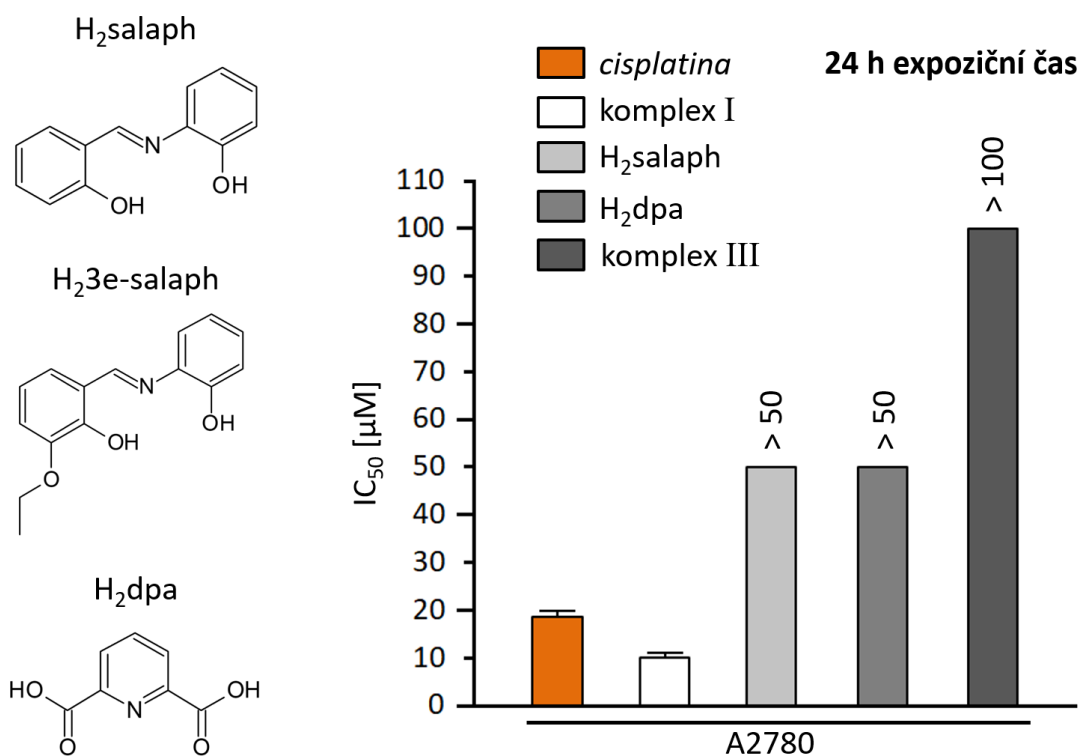 H₂salaph
N
OH
OH
H₂3e-salaph
N
OH
OH
O
H₂dpa
HO
OH
N
O
O
cisplatina
24 h expoziční čas
komplex I
H₂salaph
H₂dpa
komplex III
IC₅₀ [µM]
110
100
90
80
70
60
50
40
30
20
10
0
> 50
> 50
> 100
A2780